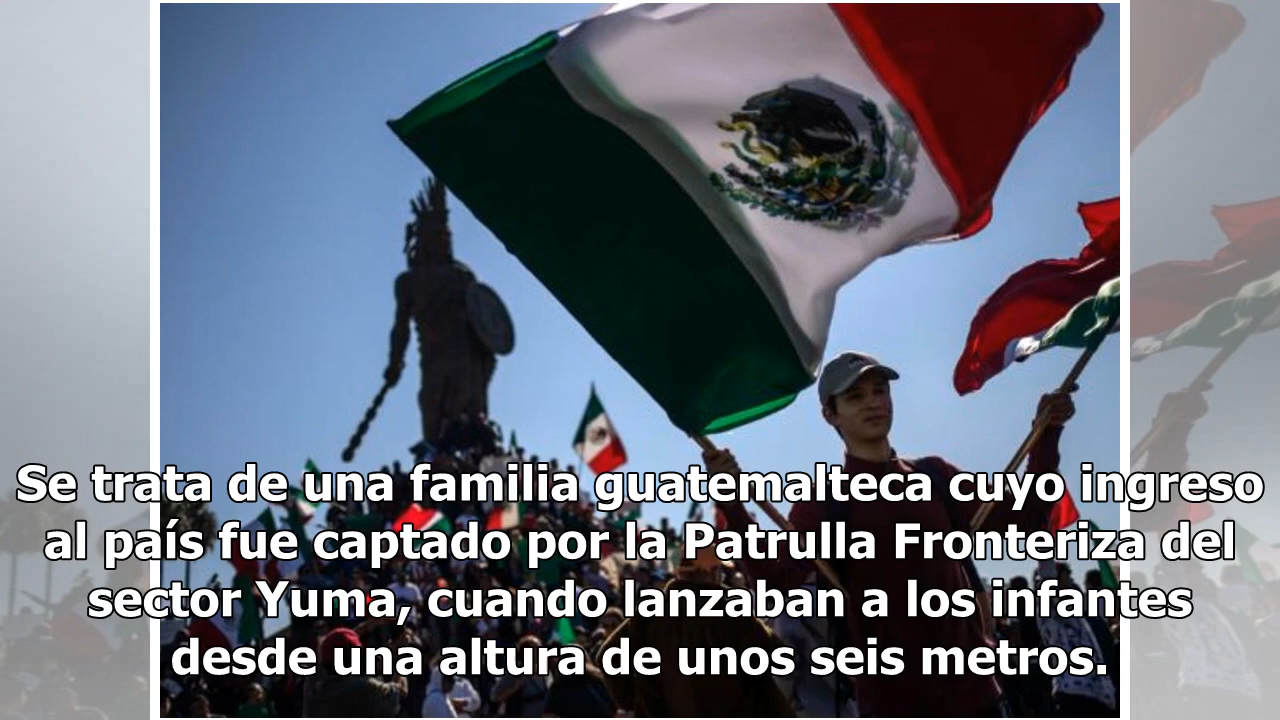 Se trata de una familia guatemalteca cuyo ingreso
al país fue captado por la Patrulla Fronteriza del
sector Yuma, cuando lanzaban a los infantes
desde una altura de unos seis metros.